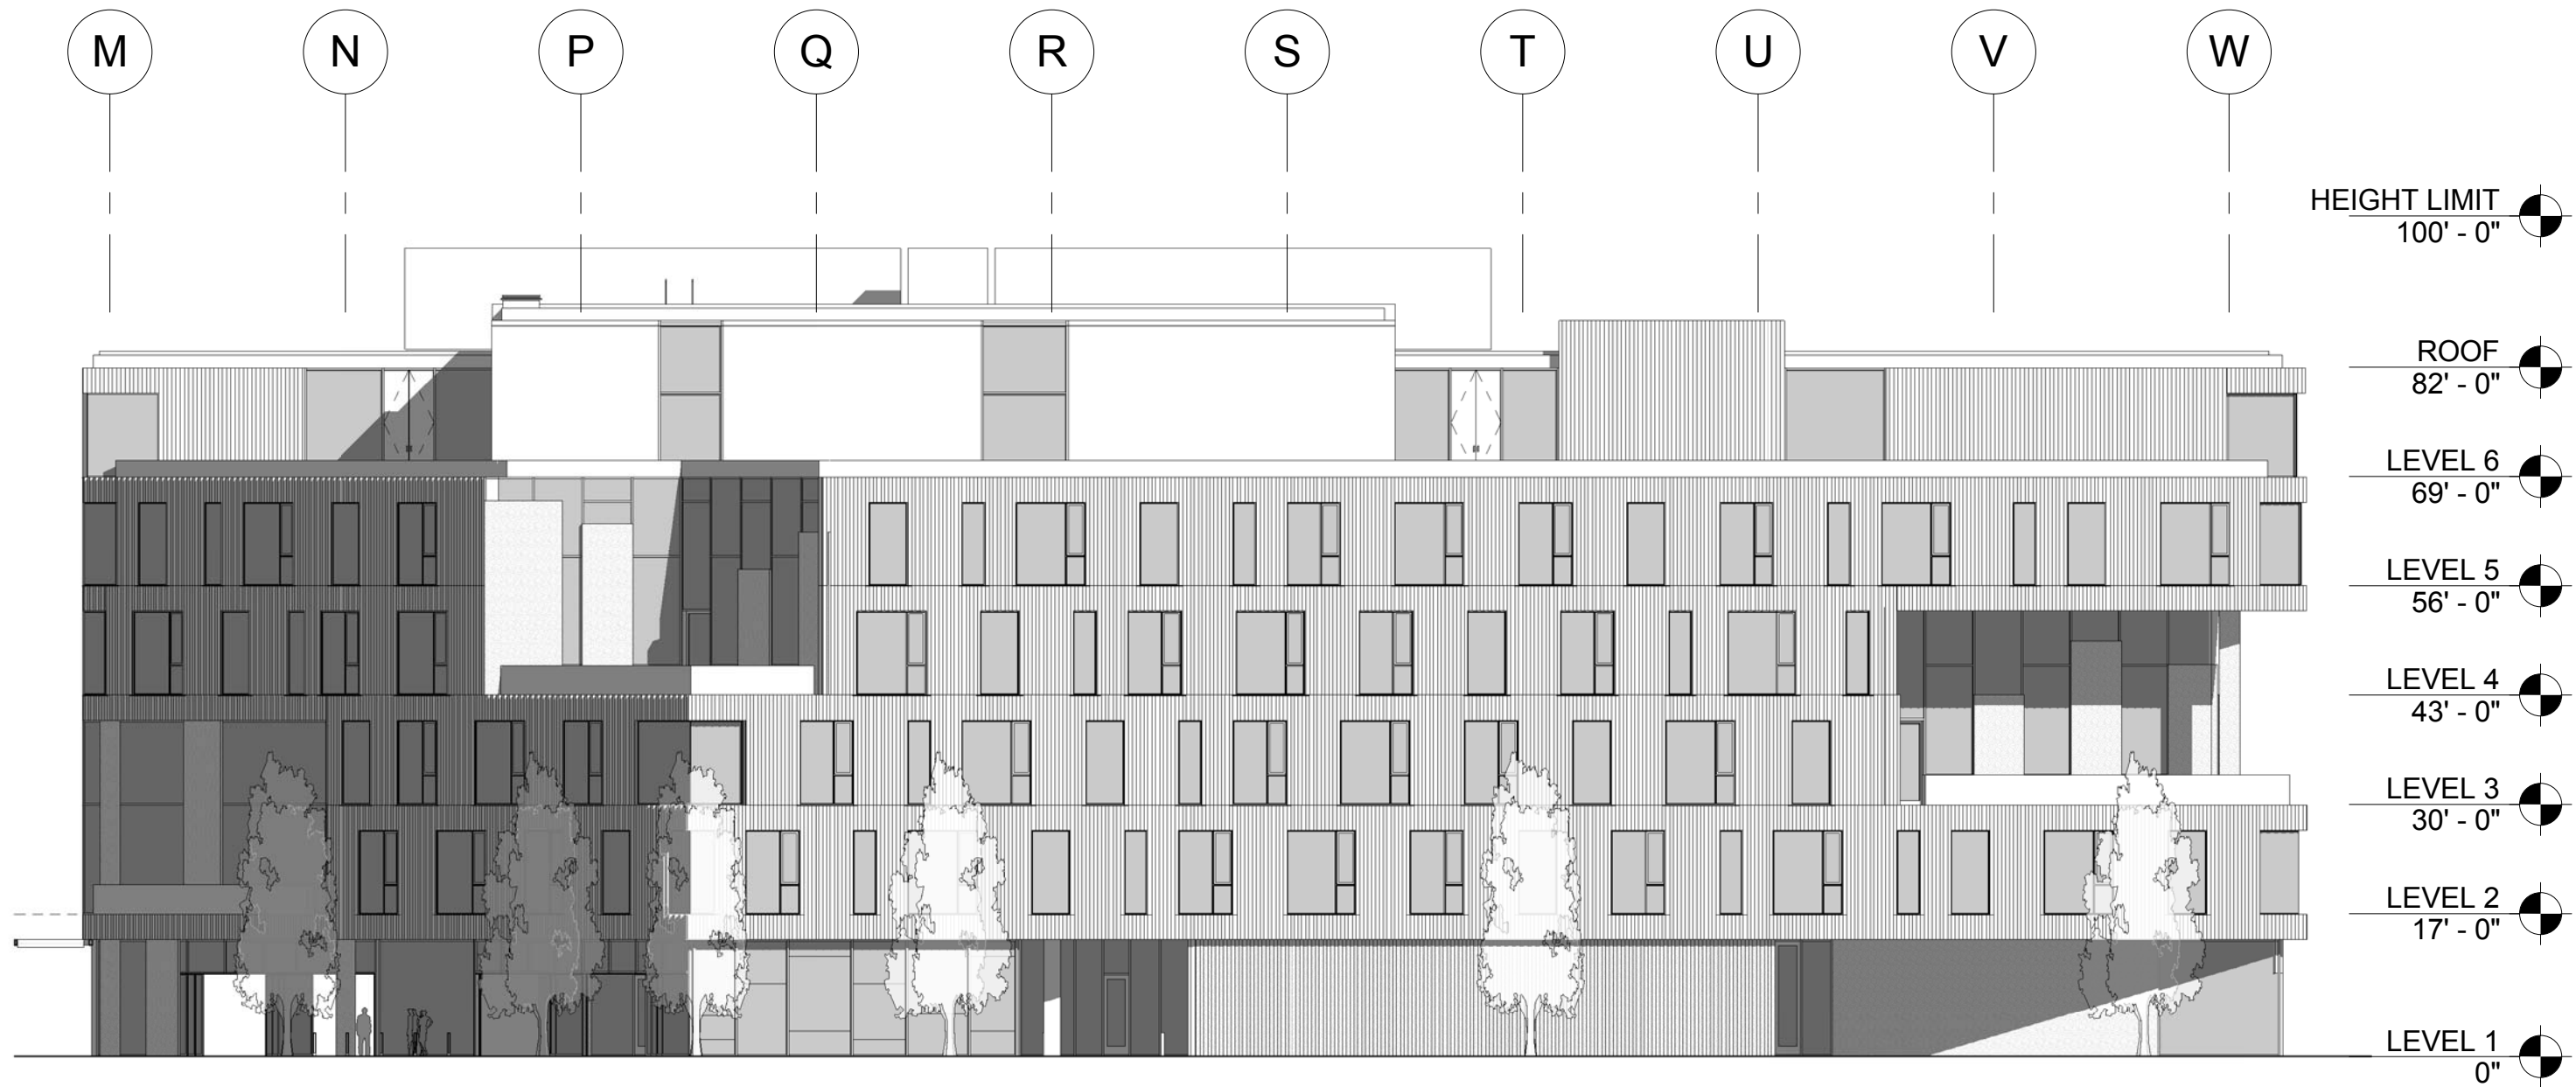 M N P Q R S T U V W
HEIGHT LIMIT
100' - 0"
ROOF
82' - 0"
LEVEL 6
69' - 0"
LEVEL 5
56' - 0"
LEVEL 4
43' - 0"
LEVEL 3
30' - 0"
LEVEL 2
17' - 0"
LEVEL 1
0"